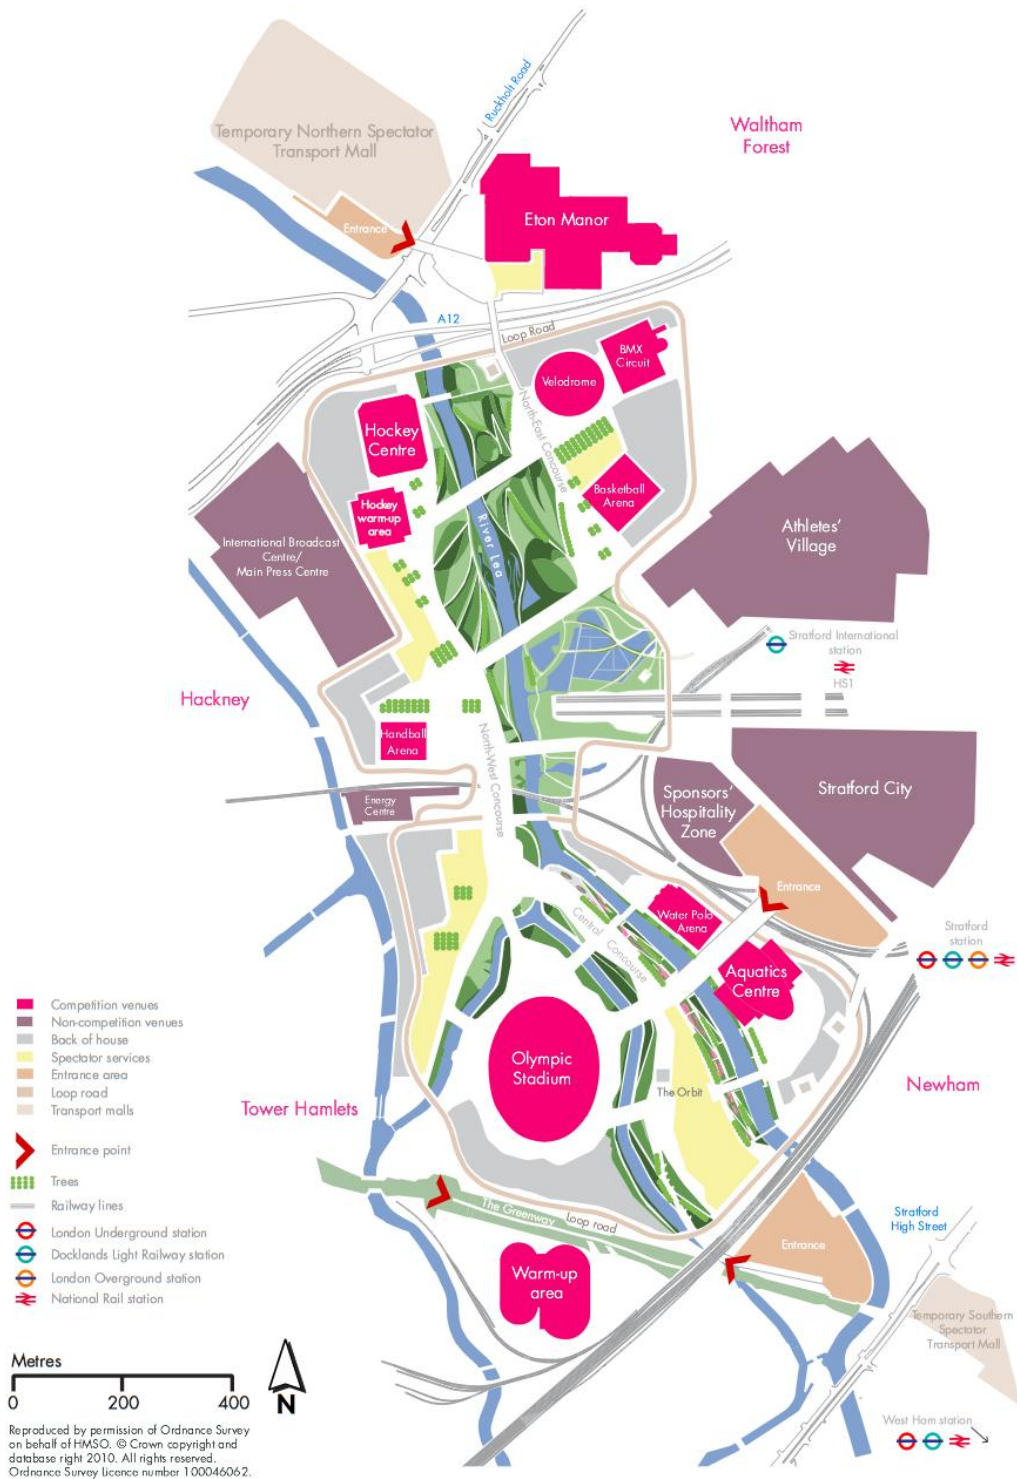 Ruckholt Road
Waltham
Forest
Temporary Northern Spectator
Transport Mall
Entrance
Eton Manor
A12
Loop Road
BMX
Circuit
Velodrome
North-East Concourse
Hockey
Centre
Basketball
Arena
Hockey
warm-up
area
River Lea
International Broadcast
Centre/
Main Press Centre
Athletes'
Village
Stratford International
station
HS1
Hackney
Handball
Arena
North-West Concourse
Energy
Centre
Sponsors'
Hospitality
Zone
Stratford City
Entrance
Water Polo
Arena
Central
Concourse
Stratford
station
Aquatics
Centre
Competition venues
Non-competition venues
Back of house
Spectator services
Entrance area
Loop road
Transport malls
Entrance point
Trees
Railway lines
London Underground station
Docklands Light Railway station
London Overground station
National Rail station
Olympic
Stadium
The Orbit
Newham
Tower Hamlets
The Greenway
Loop road
Stratford
High Street
Entrance
Warm-up
area
Temporary Southern
Spectator
Transport Mall
West Ham station
Metres
0 200 400
N
Reproduced by permission of Ordnance Survey
on behalf of HMSO. © Crown copyright and
database right 2010. All rights reserved.
Ordnance Survey Licence number 100046062.